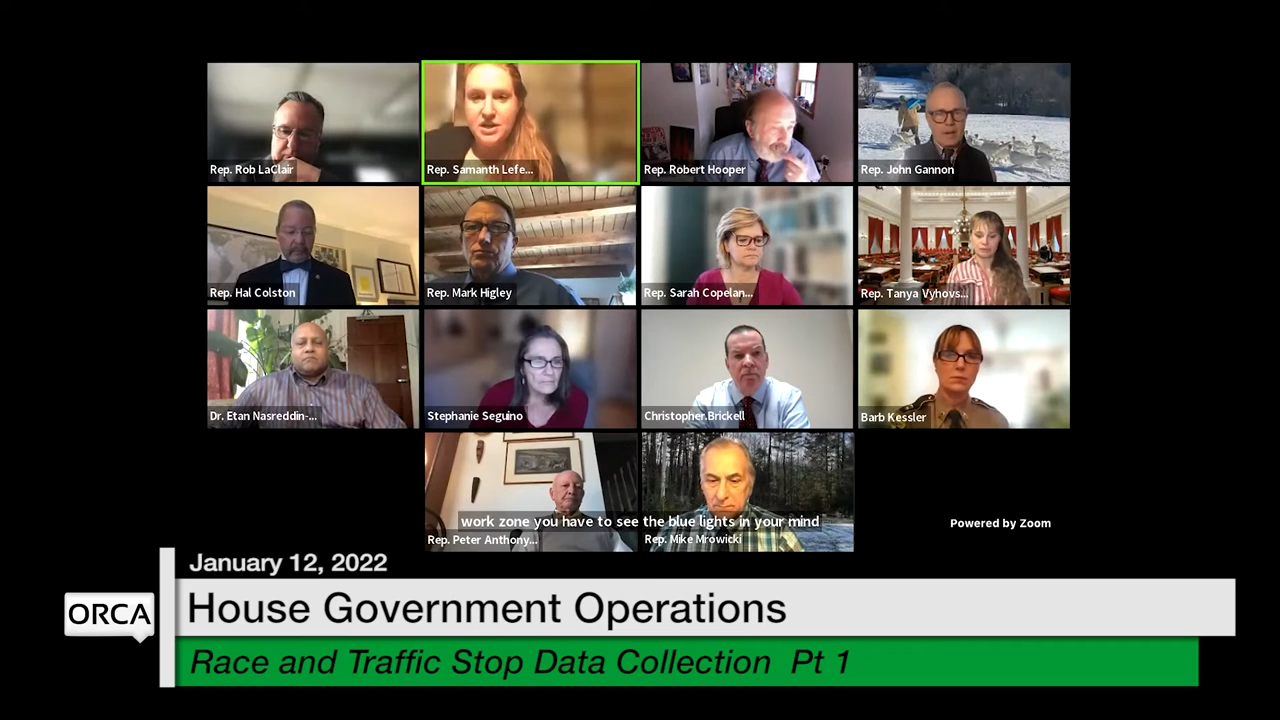 Rep. Rob LaClair
Rep. Samanth Lefe...
Rep. Robert Hooper
Rep. John Gannon
Rep. Hal Colston
Rep. Mark Higley
Rep. Sarah Copelan...
Rep. Tanya Vyhovs...
Dr. Etan Nasreddin-...
Stephanie Seguino
Christopher.Brickell
Barb Kessler
work zone you have to see the blue lights in your mind
Rep. Peter Anthony...
Rep. Mike Mrowicki
Powered by Zoom
January 12, 2022
ORCA
House Government Operations
Race and Traffic Stop Data Collection Pt 1